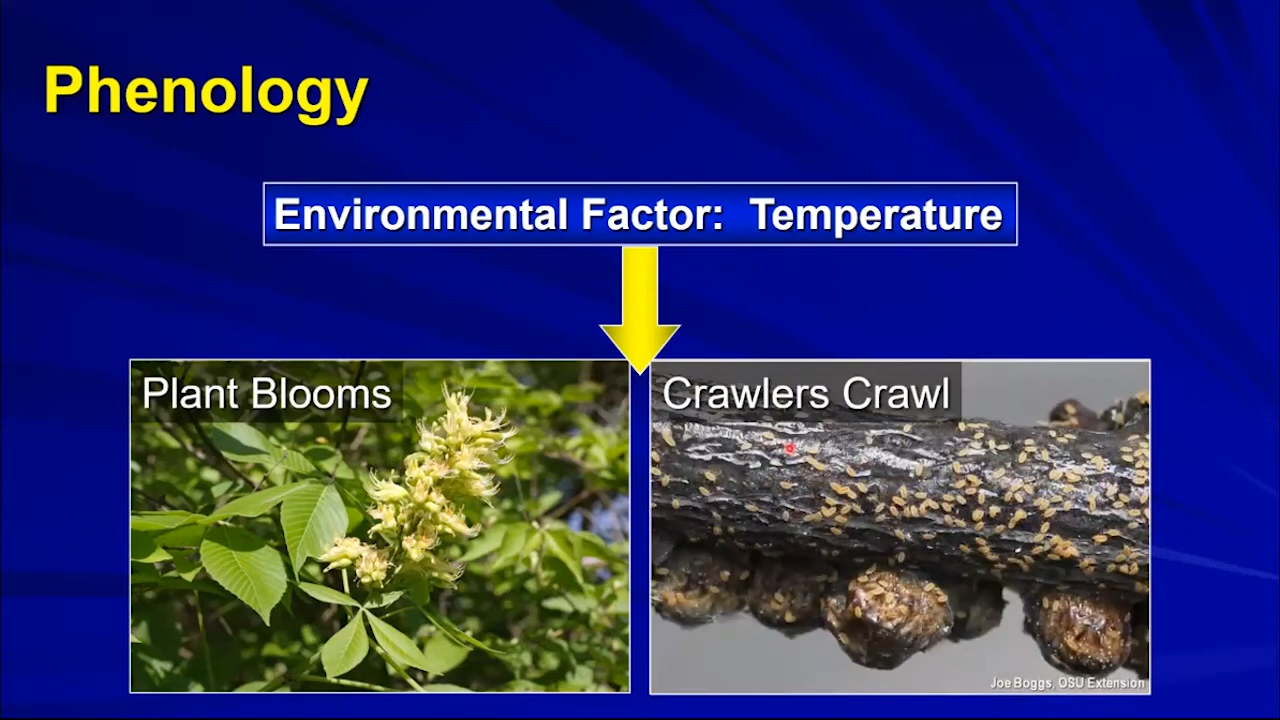 Phenology
Environmental Factor: Temperature
Plant Blooms
Crawlers Crawl
Joe Boggs, OSU Extension